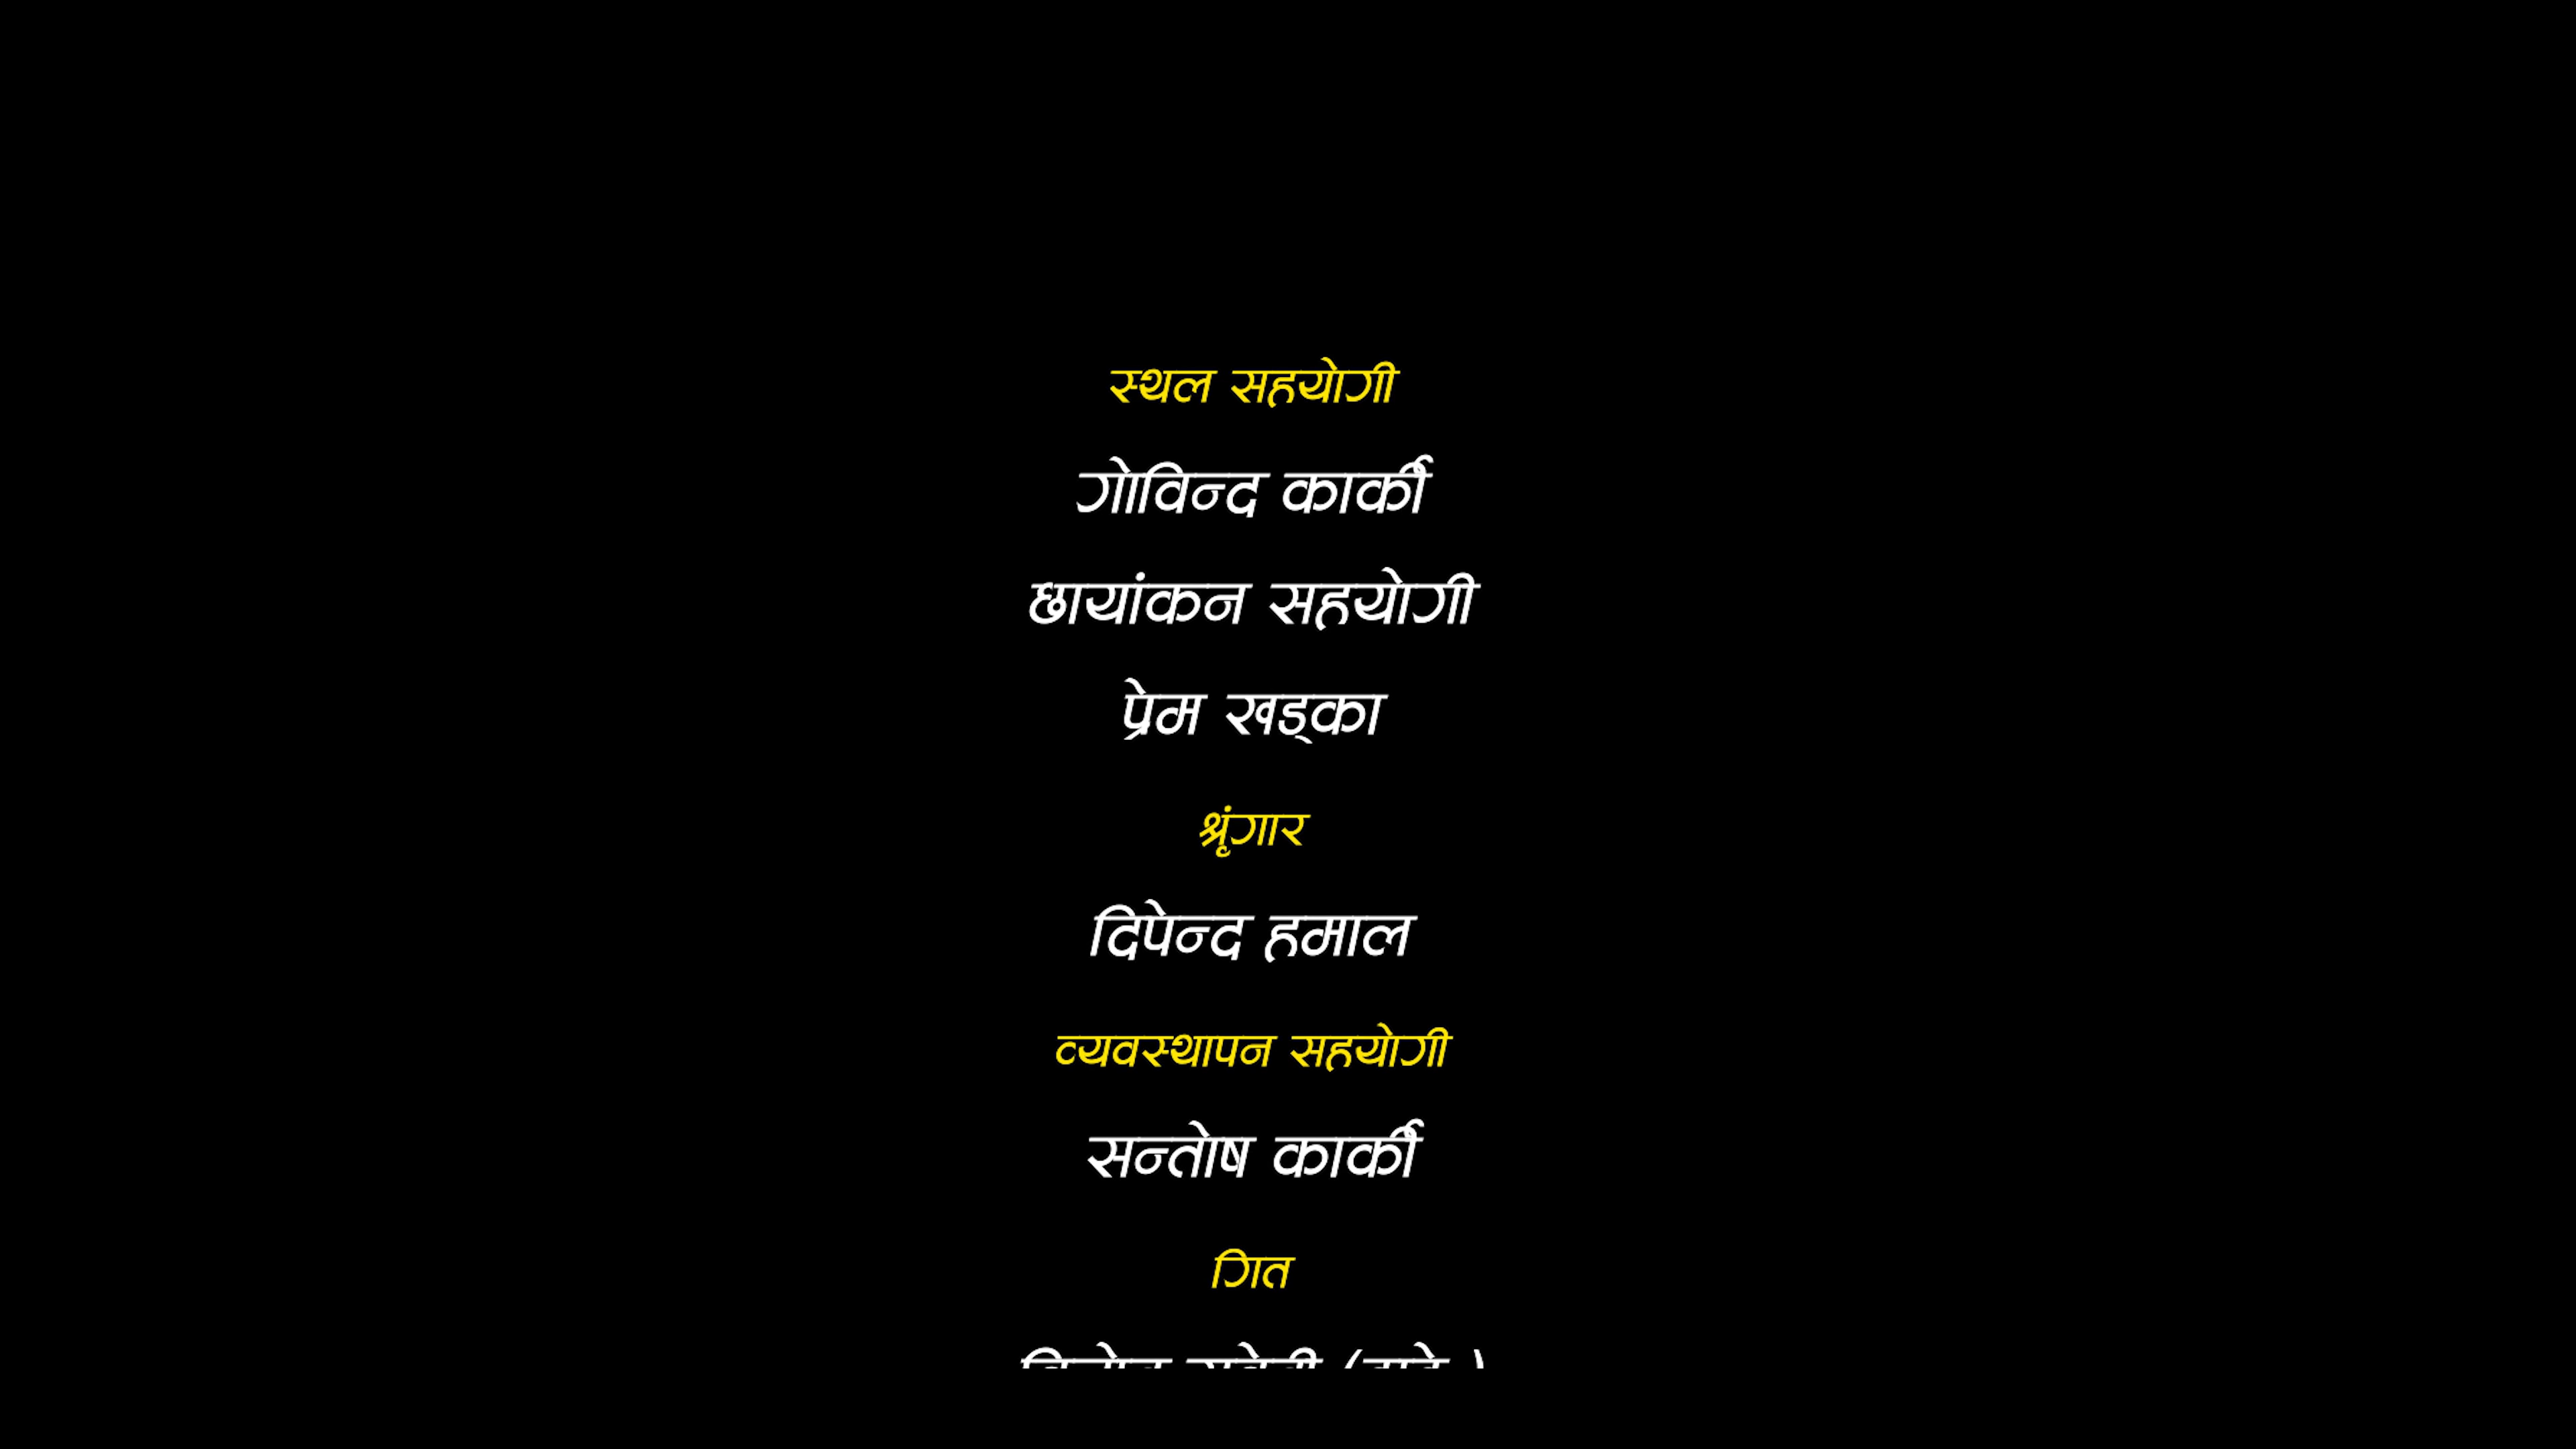 स्थल सहयोगी
गोविन्द कार्की
छायांकन सहयोगी
प्रेम खड्का
श्रृंगार
दिपेन्द हमाल
व्यवस्थापन सहयोगी
सन्तोष कार्की
गित